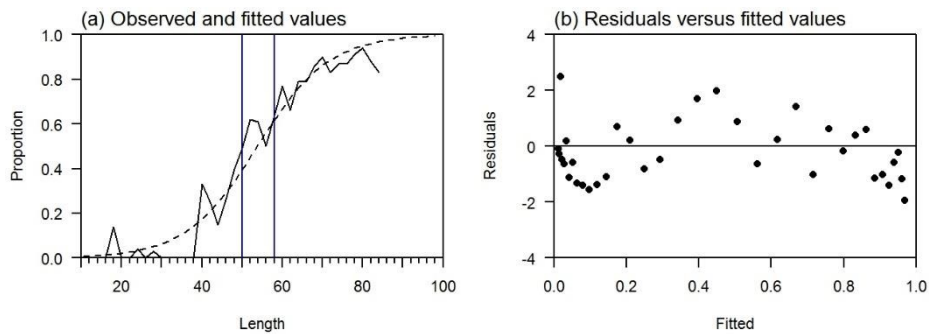 (a) Observed and fitted values
1.0
0.8
0.6
0.4
0.2
0.0
Proportion
20 40 60 80 100
Length
(b) Residuals versus fitted values
4
2
0
-2
-4
Residuals
0.0 0.2 0.4 0.6 0.8 1.0
Fitted